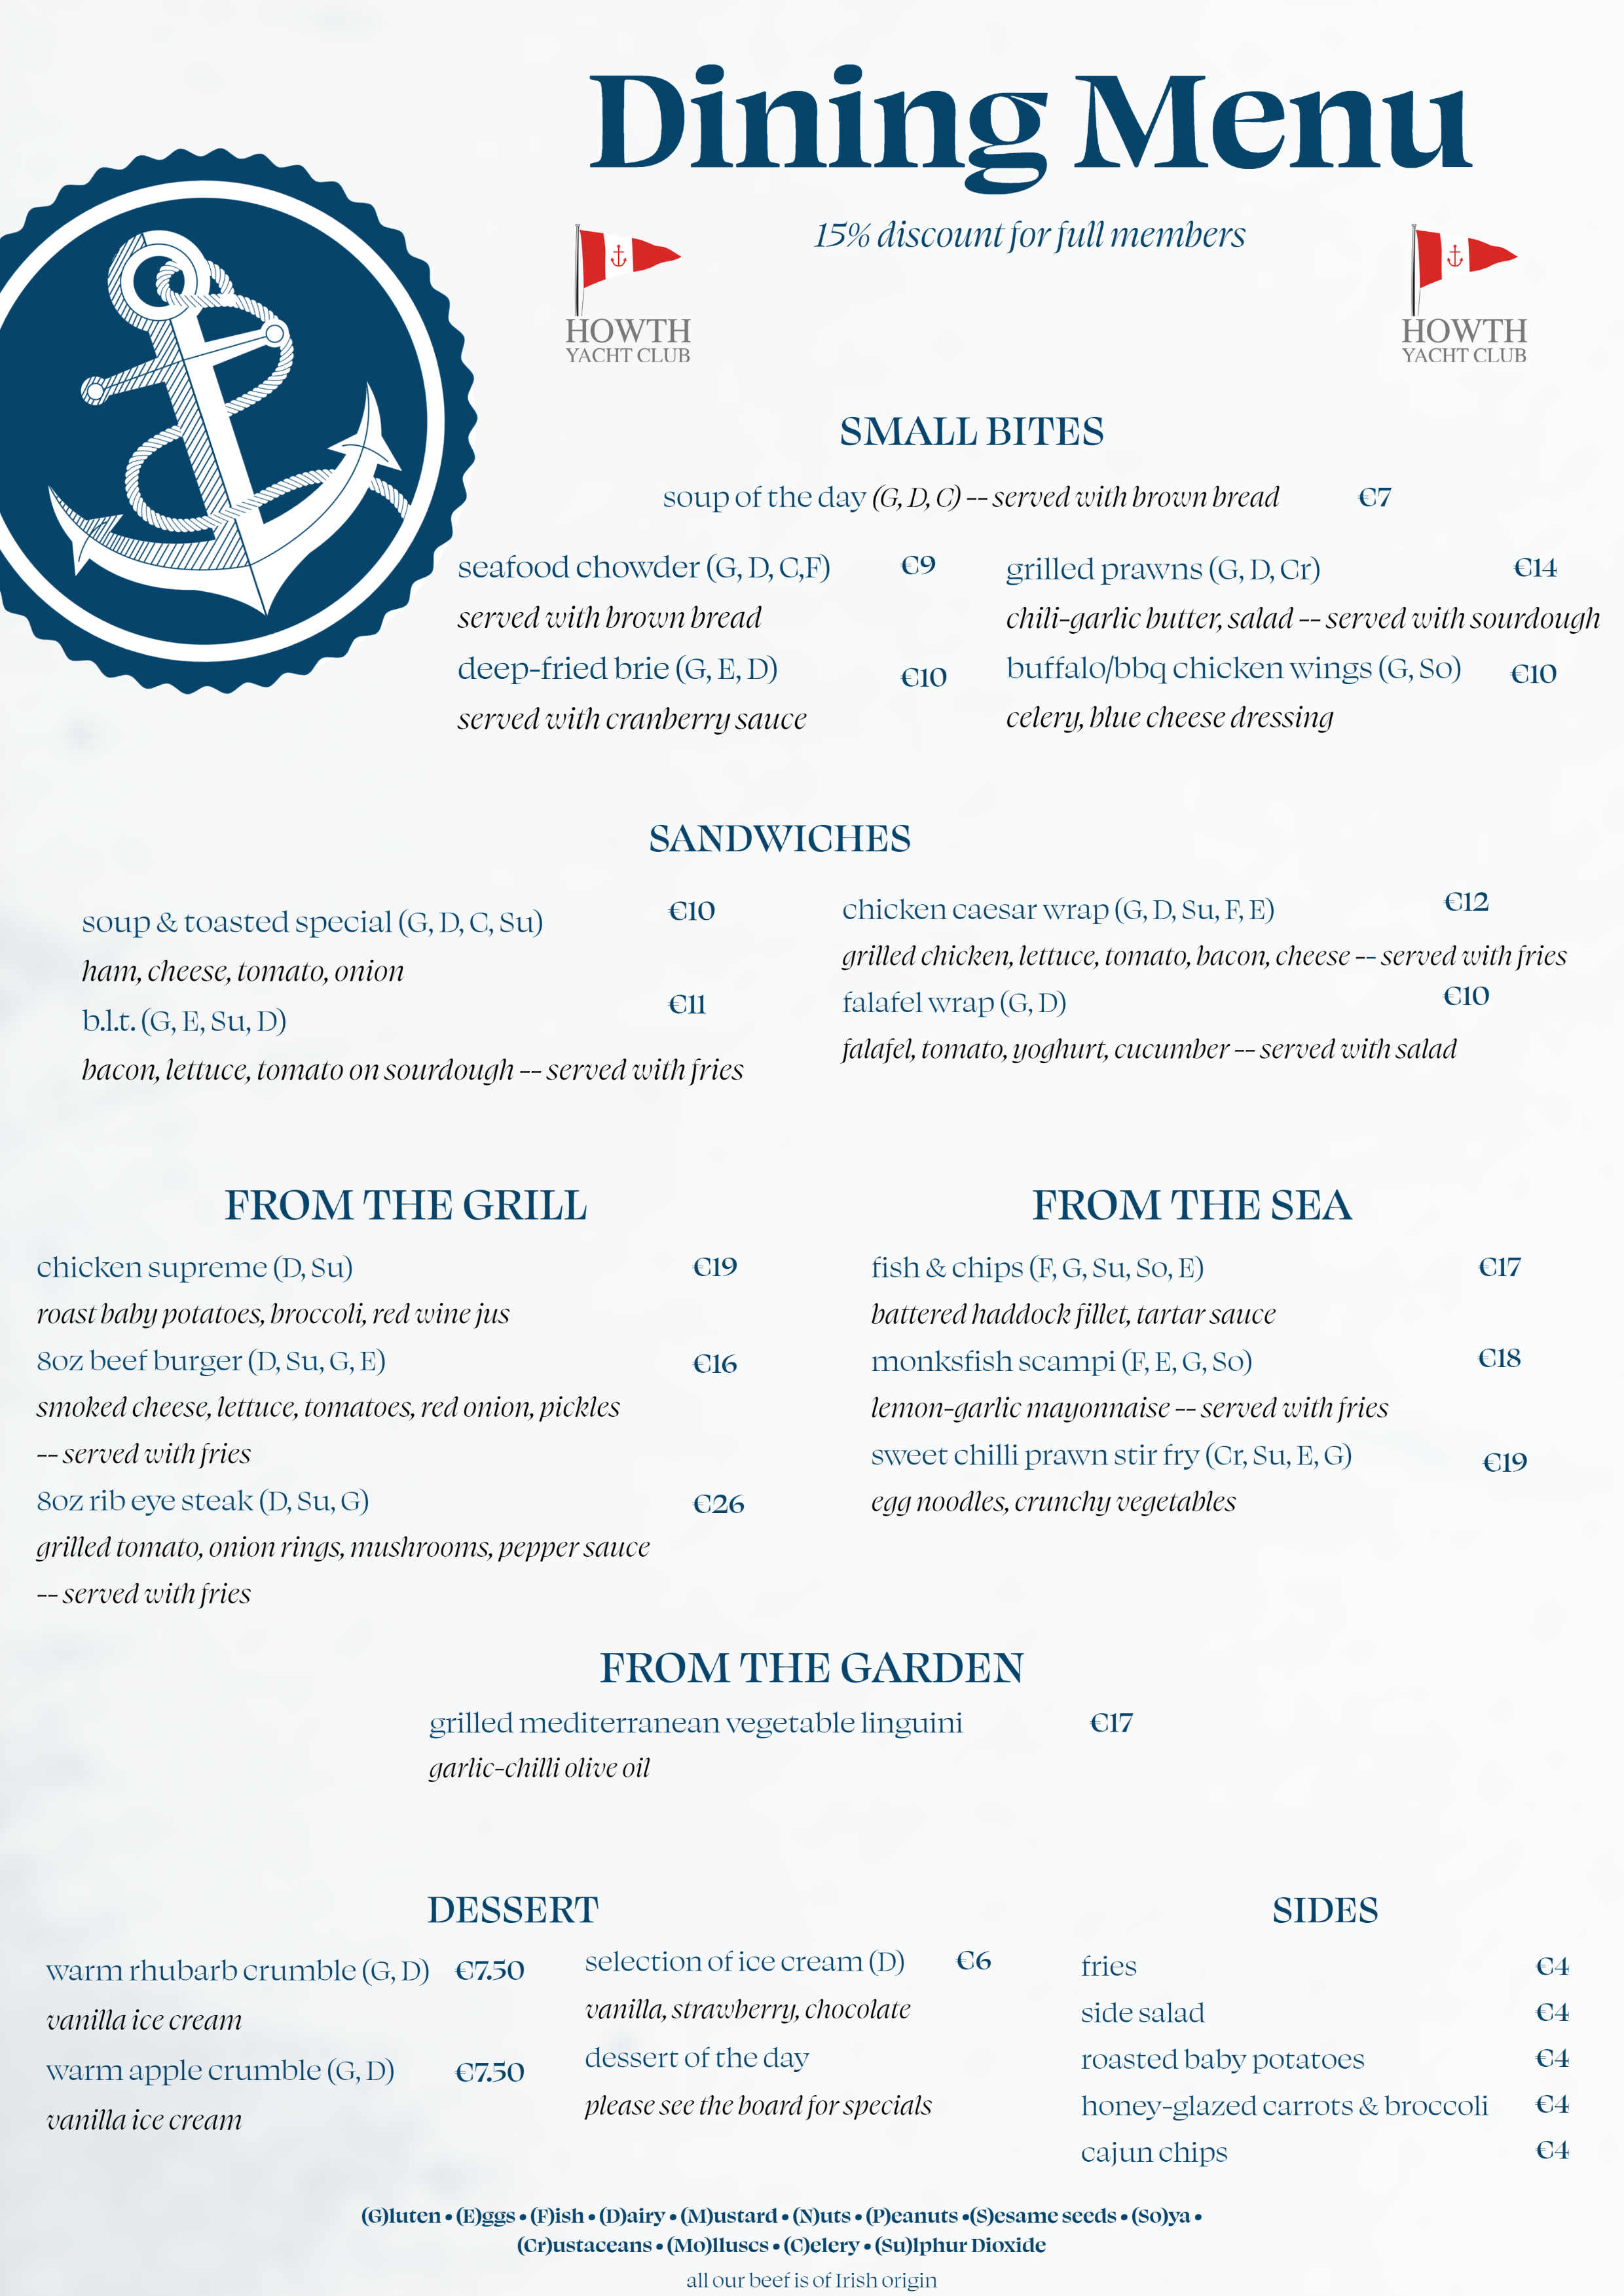 Dining Menu
15% discount for full members
HOWTH
YACHT CLUB
HOWTH
YACHT CLUB
SMALL BITES
soup of the day (G, D, C) -- served with brown bread €7
seafood chowder (G, D, C,F) €9
served with brown bread
deep-fried brie (G, E, D) €10
served with cranberry sauce
grilled prawns (G, D, Cr) €14
chili-garlic butter, salad -- served with sourdough
buffalo/bbq chicken wings (G, So) €10
celery, blue cheese dressing
SANDWICHES
soup & toasted special (G, D, C, Su) €10
ham, cheese, tomato, onion
b.l.t. (G, E, Su, D) €11
bacon, lettuce, tomato on sourdough -- served with fries
chicken caesar wrap (G, D, Su, F, E) €12
grilled chicken, lettuce, tomato, bacon, cheese -- served with fries
falafel wrap (G, D) €10
falafel, tomato, yoghurt, cucumber -- served with salad
FROM THE GRILL
chicken supreme (D, Su) €19
roast baby potatoes, broccoli, red wine jus
8oz beef burger (D, Su, G, E) €16
smoked cheese, lettuce, tomatoes, red onion, pickles
-- served with fries
8oz rib eye steak (D, Su, G) €26
grilled tomato, onion rings, mushrooms, pepper sauce
-- served with fries
FROM THE SEA
fish & chips (F, G, Su, So, E) €17
battered haddock fillet, tartar sauce
monksfish scampi (F, E, G, So) €18
lemon-garlic mayonnaise -- served with fries
sweet chilli prawn stir fry (Cr, Su, E, G) €19
egg noodles, crunchy vegetables
FROM THE GARDEN
grilled mediterranean vegetable linguini €17
garlic-chilli olive oil
DESSERT
warm rhubarb crumble (G, D) €7.50
vanilla ice cream
warm apple crumble (G, D) €7.50
vanilla ice cream
selection of ice cream (D) €6
vanilla, strawberry, chocolate
dessert of the day
please see the board for specials
SIDES
fries €4
side salad €4
roasted baby potatoes €4
honey-glazed carrots & broccoli €4
cajun chips €4
(G)luten • (E)ggs • (F)ish • (D)airy • (M)ustard • (N)uts • (P)eanuts •(S)esame seeds • (So)ya •
(Cr)ustaceans • (Mo)lluscs • (C)elery • (Su)lphur Dioxide
all our beef is of Irish origin